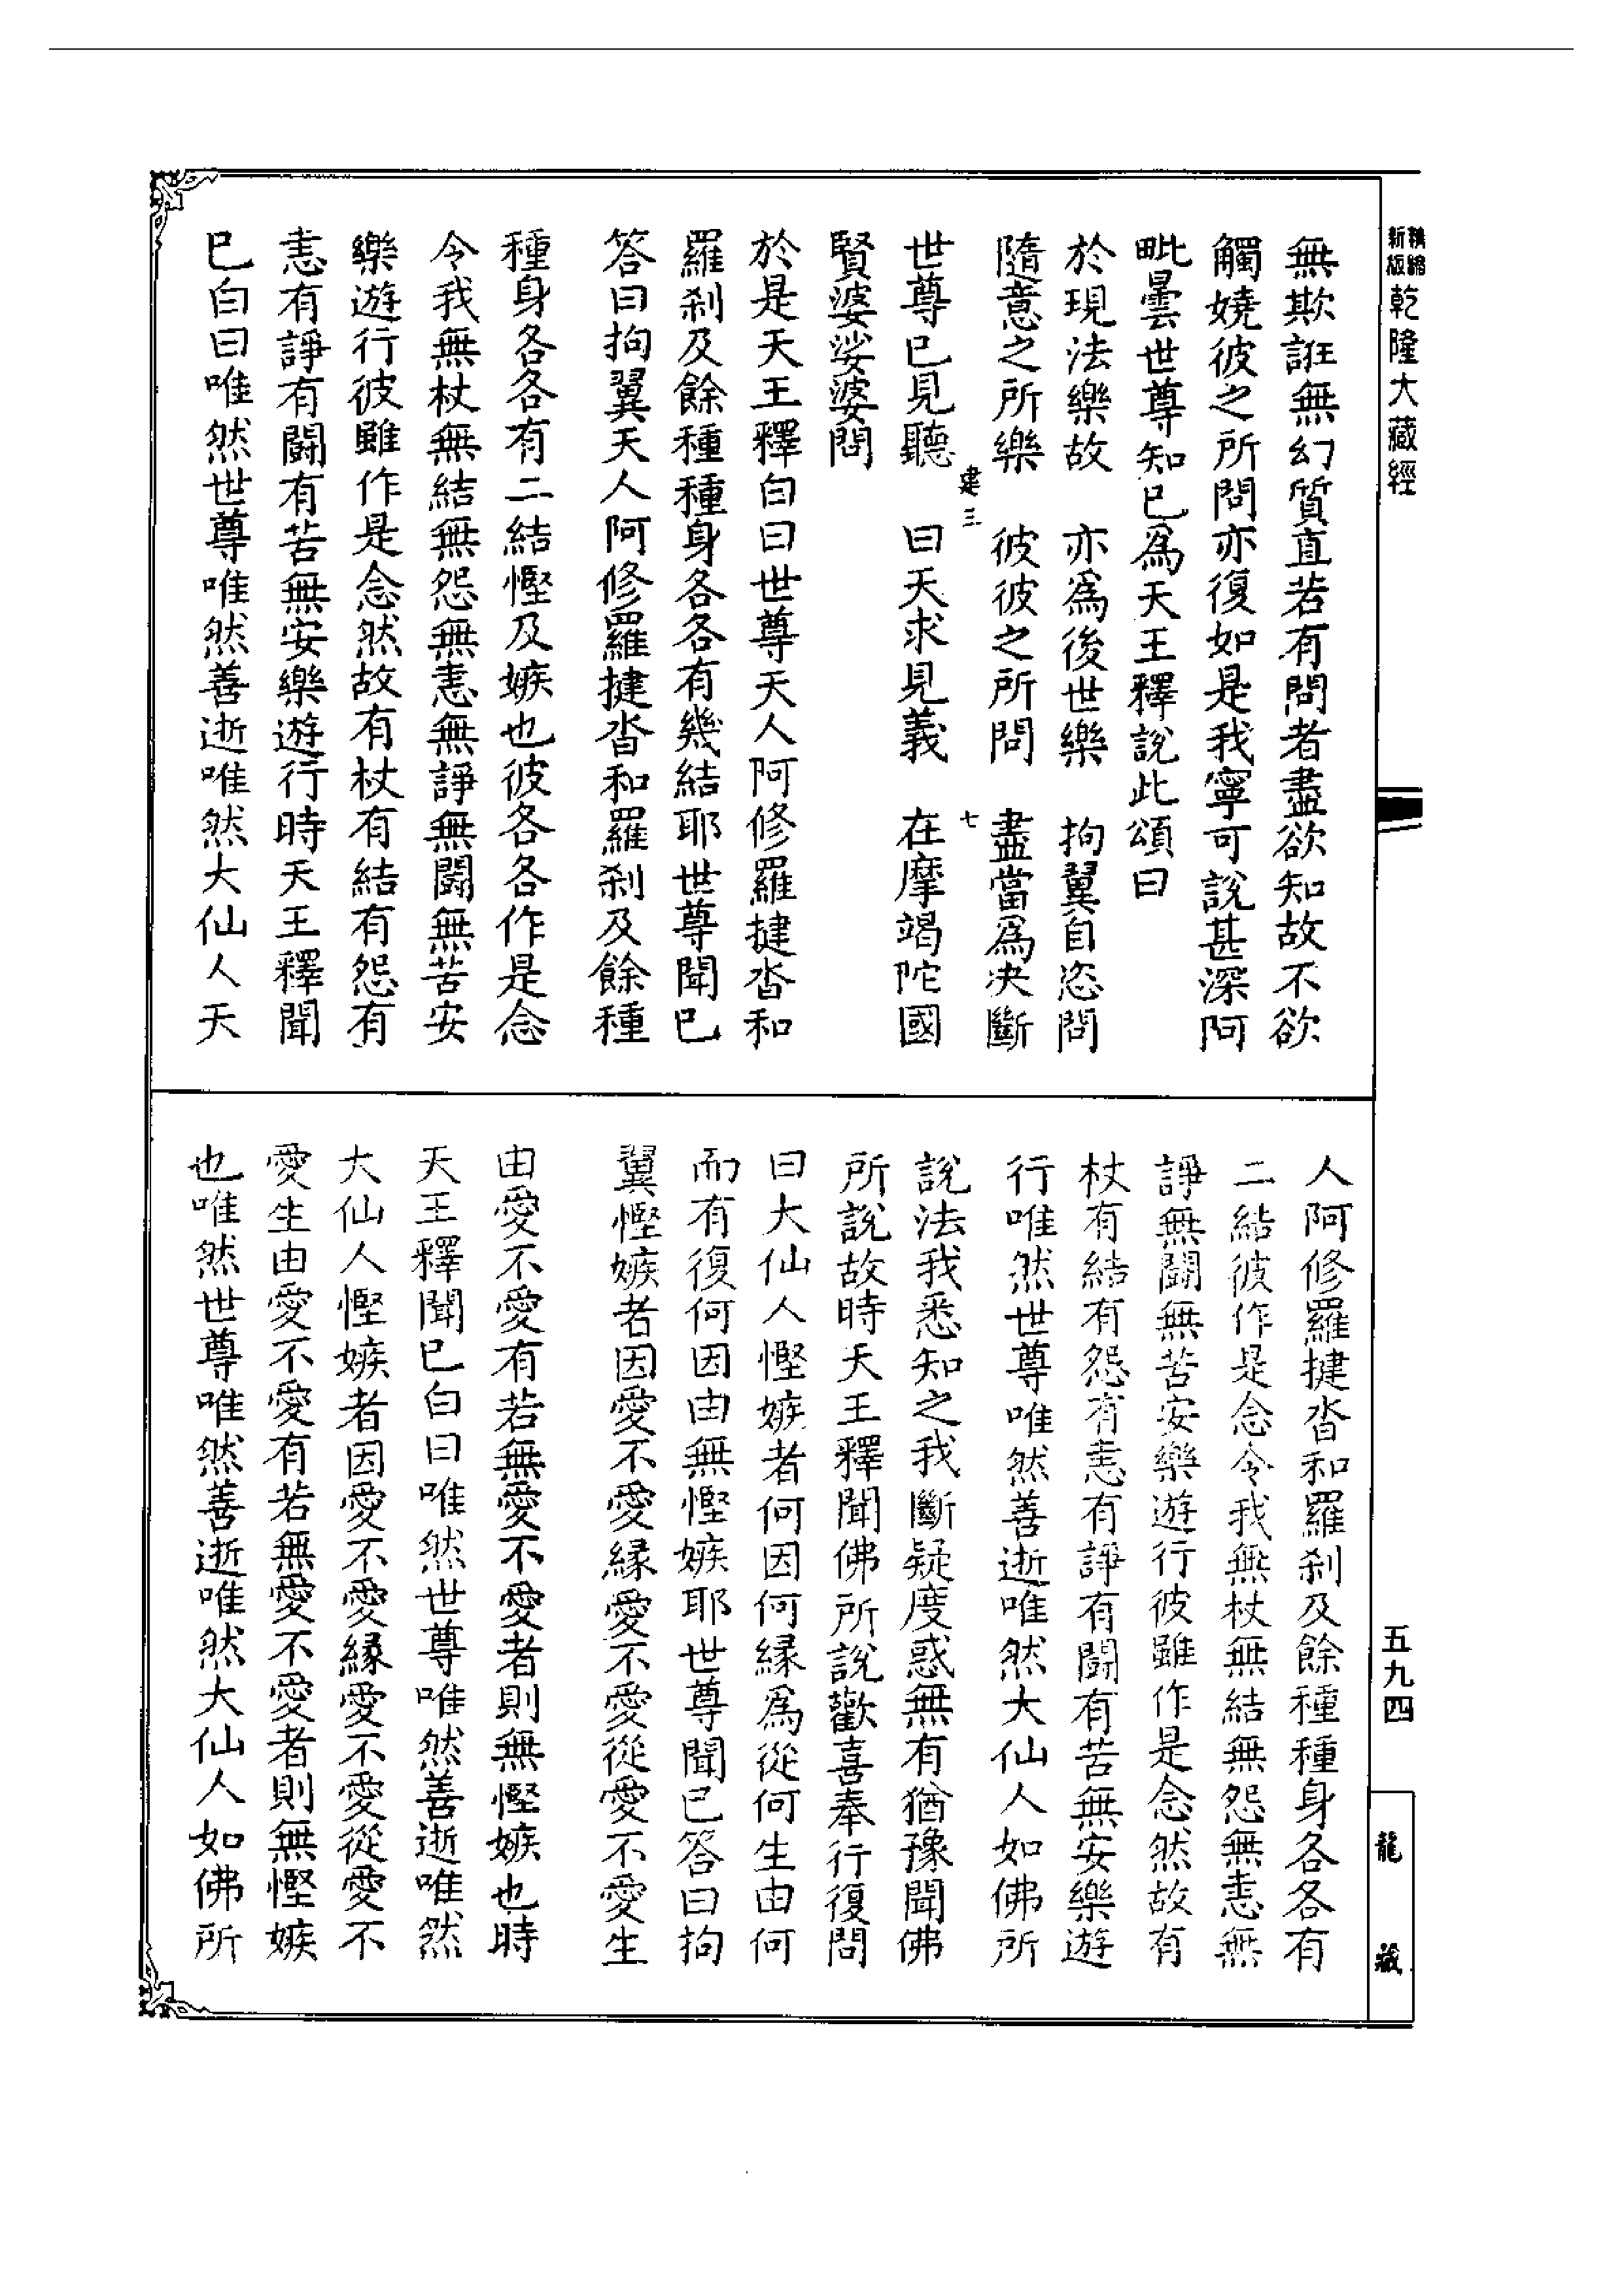 新版精縮乾隆大藏經
無欺誑無幻質直若有問者盡欲知故不欲
觸嬈彼之所問亦復如是我寧可說甚深阿
毗曇世尊知已為天王釋說此頌曰
於現法樂故　亦為後世樂　拘翼自恣問
隨意之所樂　彼彼之所問　盡當為決斷
建三　七
世尊已見聽　曰天求見義　在摩竭陀國
賢婆娑婆問
於是天王釋白曰世尊天人阿修羅揵沓和
羅剎及餘種種身各各有幾結耶世尊聞已
答曰拘翼天人阿修羅揵沓和羅剎及餘種
種身各各有二結慳及嫉也彼各各作是念
令我無杖無結無怨無恚無諍無鬪無苦安
樂遊行彼雖作是念然故有杖有結有怨有
恚有諍有鬪有苦無安樂遊行時天王釋聞
已白曰唯然世尊唯然善逝唯然大仙人天
人阿修羅揵沓和羅剎及餘種種身各各有
二結彼作是念令我無杖無結無怨無恚無
諍無鬪無苦安樂遊行彼雖作是念然故有
杖有結有怨有恚有諍有鬪有苦無安樂遊
行唯然世尊唯然善逝唯然大仙人如佛所
說法我悉知之我斷疑度惑無有猶豫聞佛
所說故時天王釋聞佛所說歡喜奉行復問
曰大仙人慳嫉者何因何緣為從何生由何
而有復何因由無慳嫉耶世尊聞已答曰拘
翼慳嫉者因愛不愛緣愛不愛從愛不愛生
由愛不愛有若無愛不愛者則無慳嫉也時
天王釋聞已白曰唯然世尊唯然善逝唯然
大仙人慳嫉者因愛不愛緣愛不愛從愛不
愛生由愛不愛有若無愛不愛者則無慳嫉
也唯然世尊唯然善逝唯然大仙人如佛所
五九四
龍藏